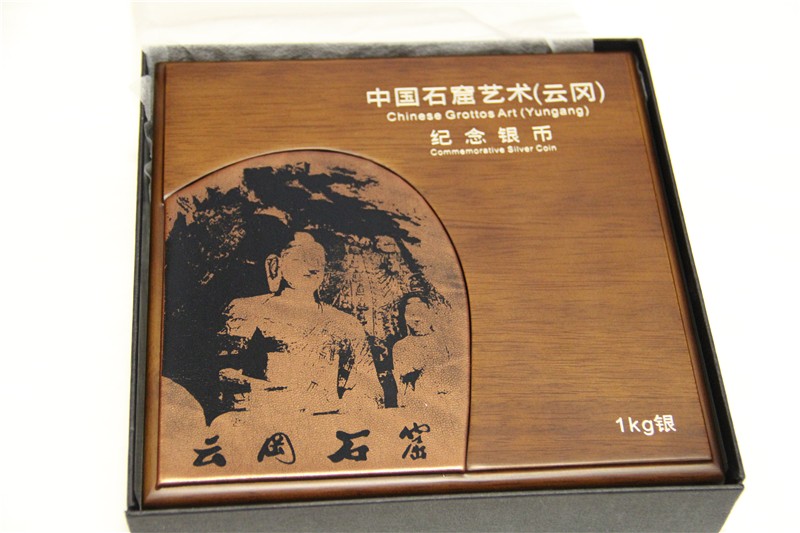 中国石窟艺术(云冈)
Chinese Grottos Art (Yungang)
纪念银币
Commemorative Silver Coin
云岡石窟
1kg银